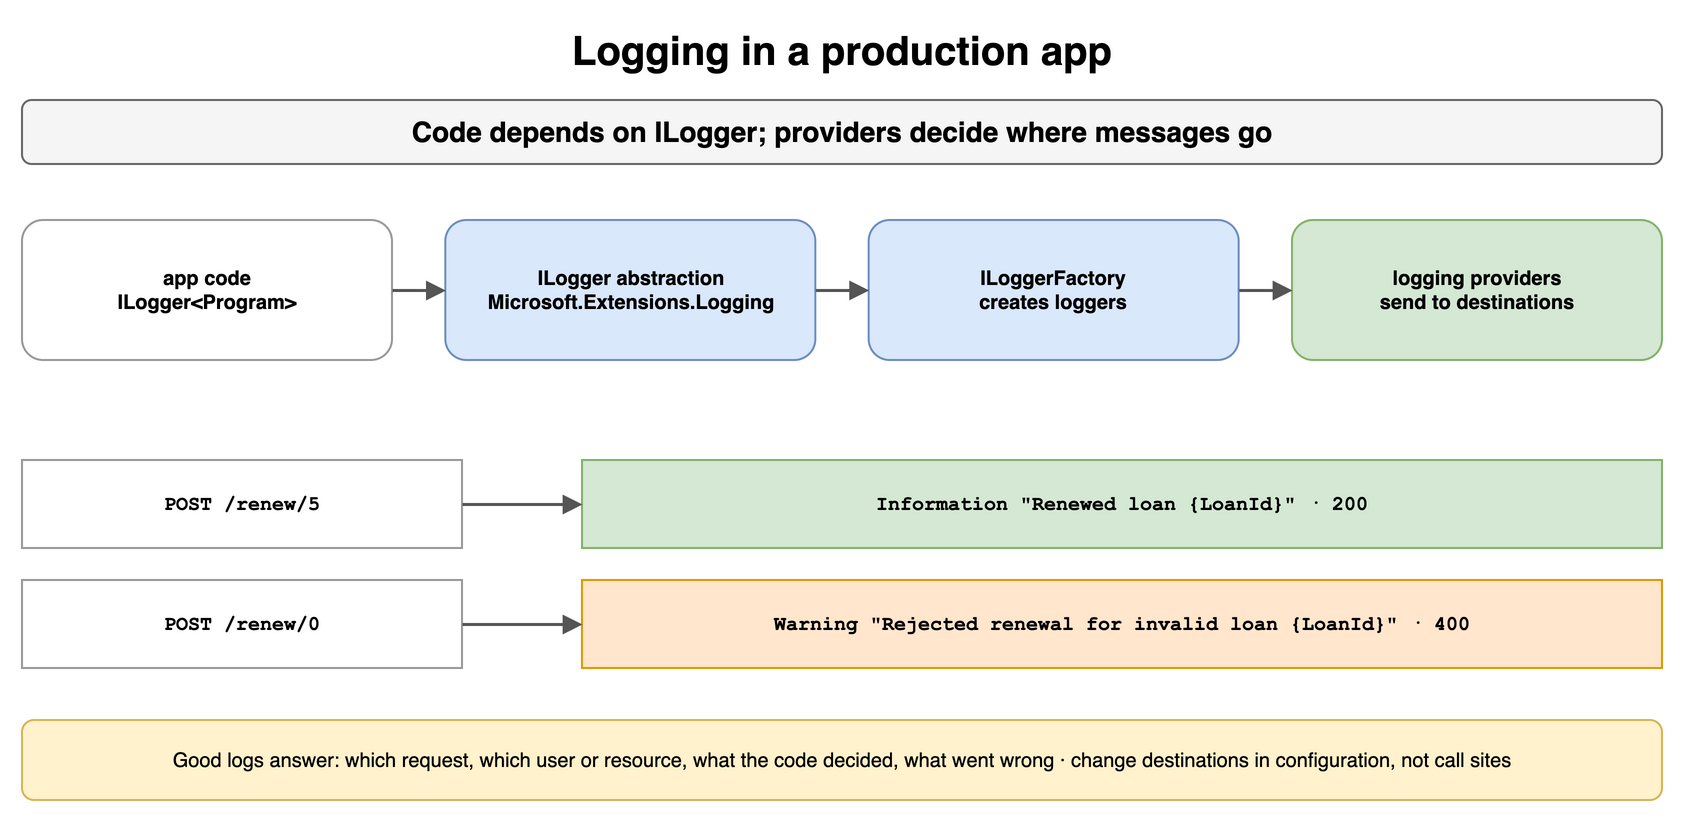 Logging in a production app
Code depends on ILogger; providers decide where messages go
app code
ILogger<Program>
ILogger abstraction
Microsoft.Extensions.Logging
ILoggerFactory
creates loggers
logging providers
send to destinations
POST /renew/5
Information "Renewed loan {LoanId}" · 200
POST /renew/0
Warning "Rejected renewal for invalid loan {LoanId}" · 400
Good logs answer: which request, which user or resource, what the code decided, what went wrong · change destinations in configuration, not call sites